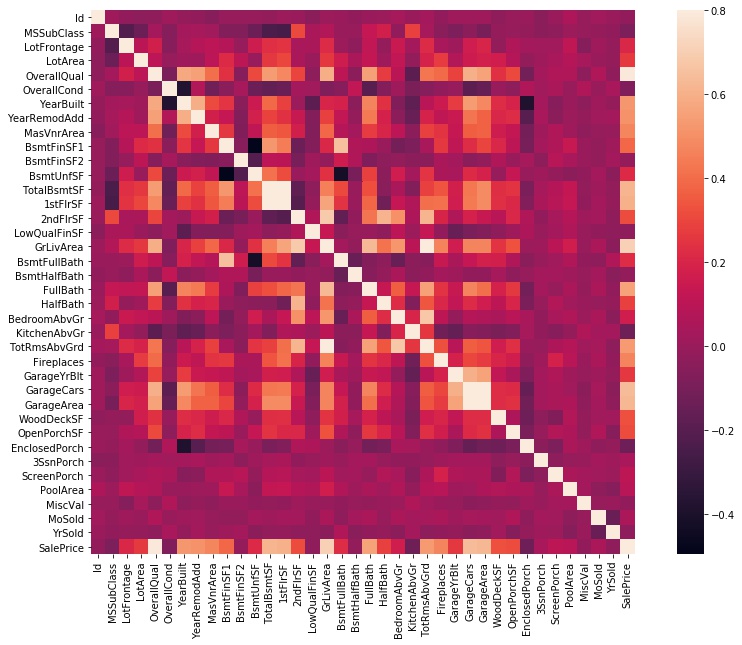 Id
MSSubClass
LotFrontage
LotArea
OverallQual
OverallCond
YearBuilt
YearRemodAdd
MasVnrArea
BsmtFinSF1
BsmtFinSF2
BsmtUnfSF
TotalBsmtSF
1stFlrSF
2ndFlrSF
LowQualFinSF
GrLivArea
BsmtFullBath
BsmtHalfBath
FullBath
HalfBath
BedroomAbvGr
KitchenAbvGr
TotRmsAbvGrd
Fireplaces
GarageYrBlt
GarageCars
GarageArea
WoodDeckSF
OpenPorchSF
EnclosedPorch
3SsnPorch
ScreenPorch
PoolArea
MiscVal
MoSold
YrSold
SalePrice
Id
MSSubClass
LotFrontage
LotArea
OverallQual
OverallCond
YearBuilt
YearRemodAdd
MasVnrArea
BsmtFinSF1
BsmtFinSF2
BsmtUnfSF
TotalBsmtSF
1stFlrSF
2ndFlrSF
LowQualFinSF
GrLivArea
BsmtFullBath
BsmtHalfBath
FullBath
HalfBath
BedroomAbvGr
KitchenAbvGr
TotRmsAbvGrd
Fireplaces
GarageYrBlt
GarageCars
GarageArea
WoodDeckSF
OpenPorchSF
EnclosedPorch
3SsnPorch
ScreenPorch
PoolArea
MiscVal
MoSold
YrSold
SalePrice
0.8
0.6
0.4
0.2
0.0
−0.2
−0.4